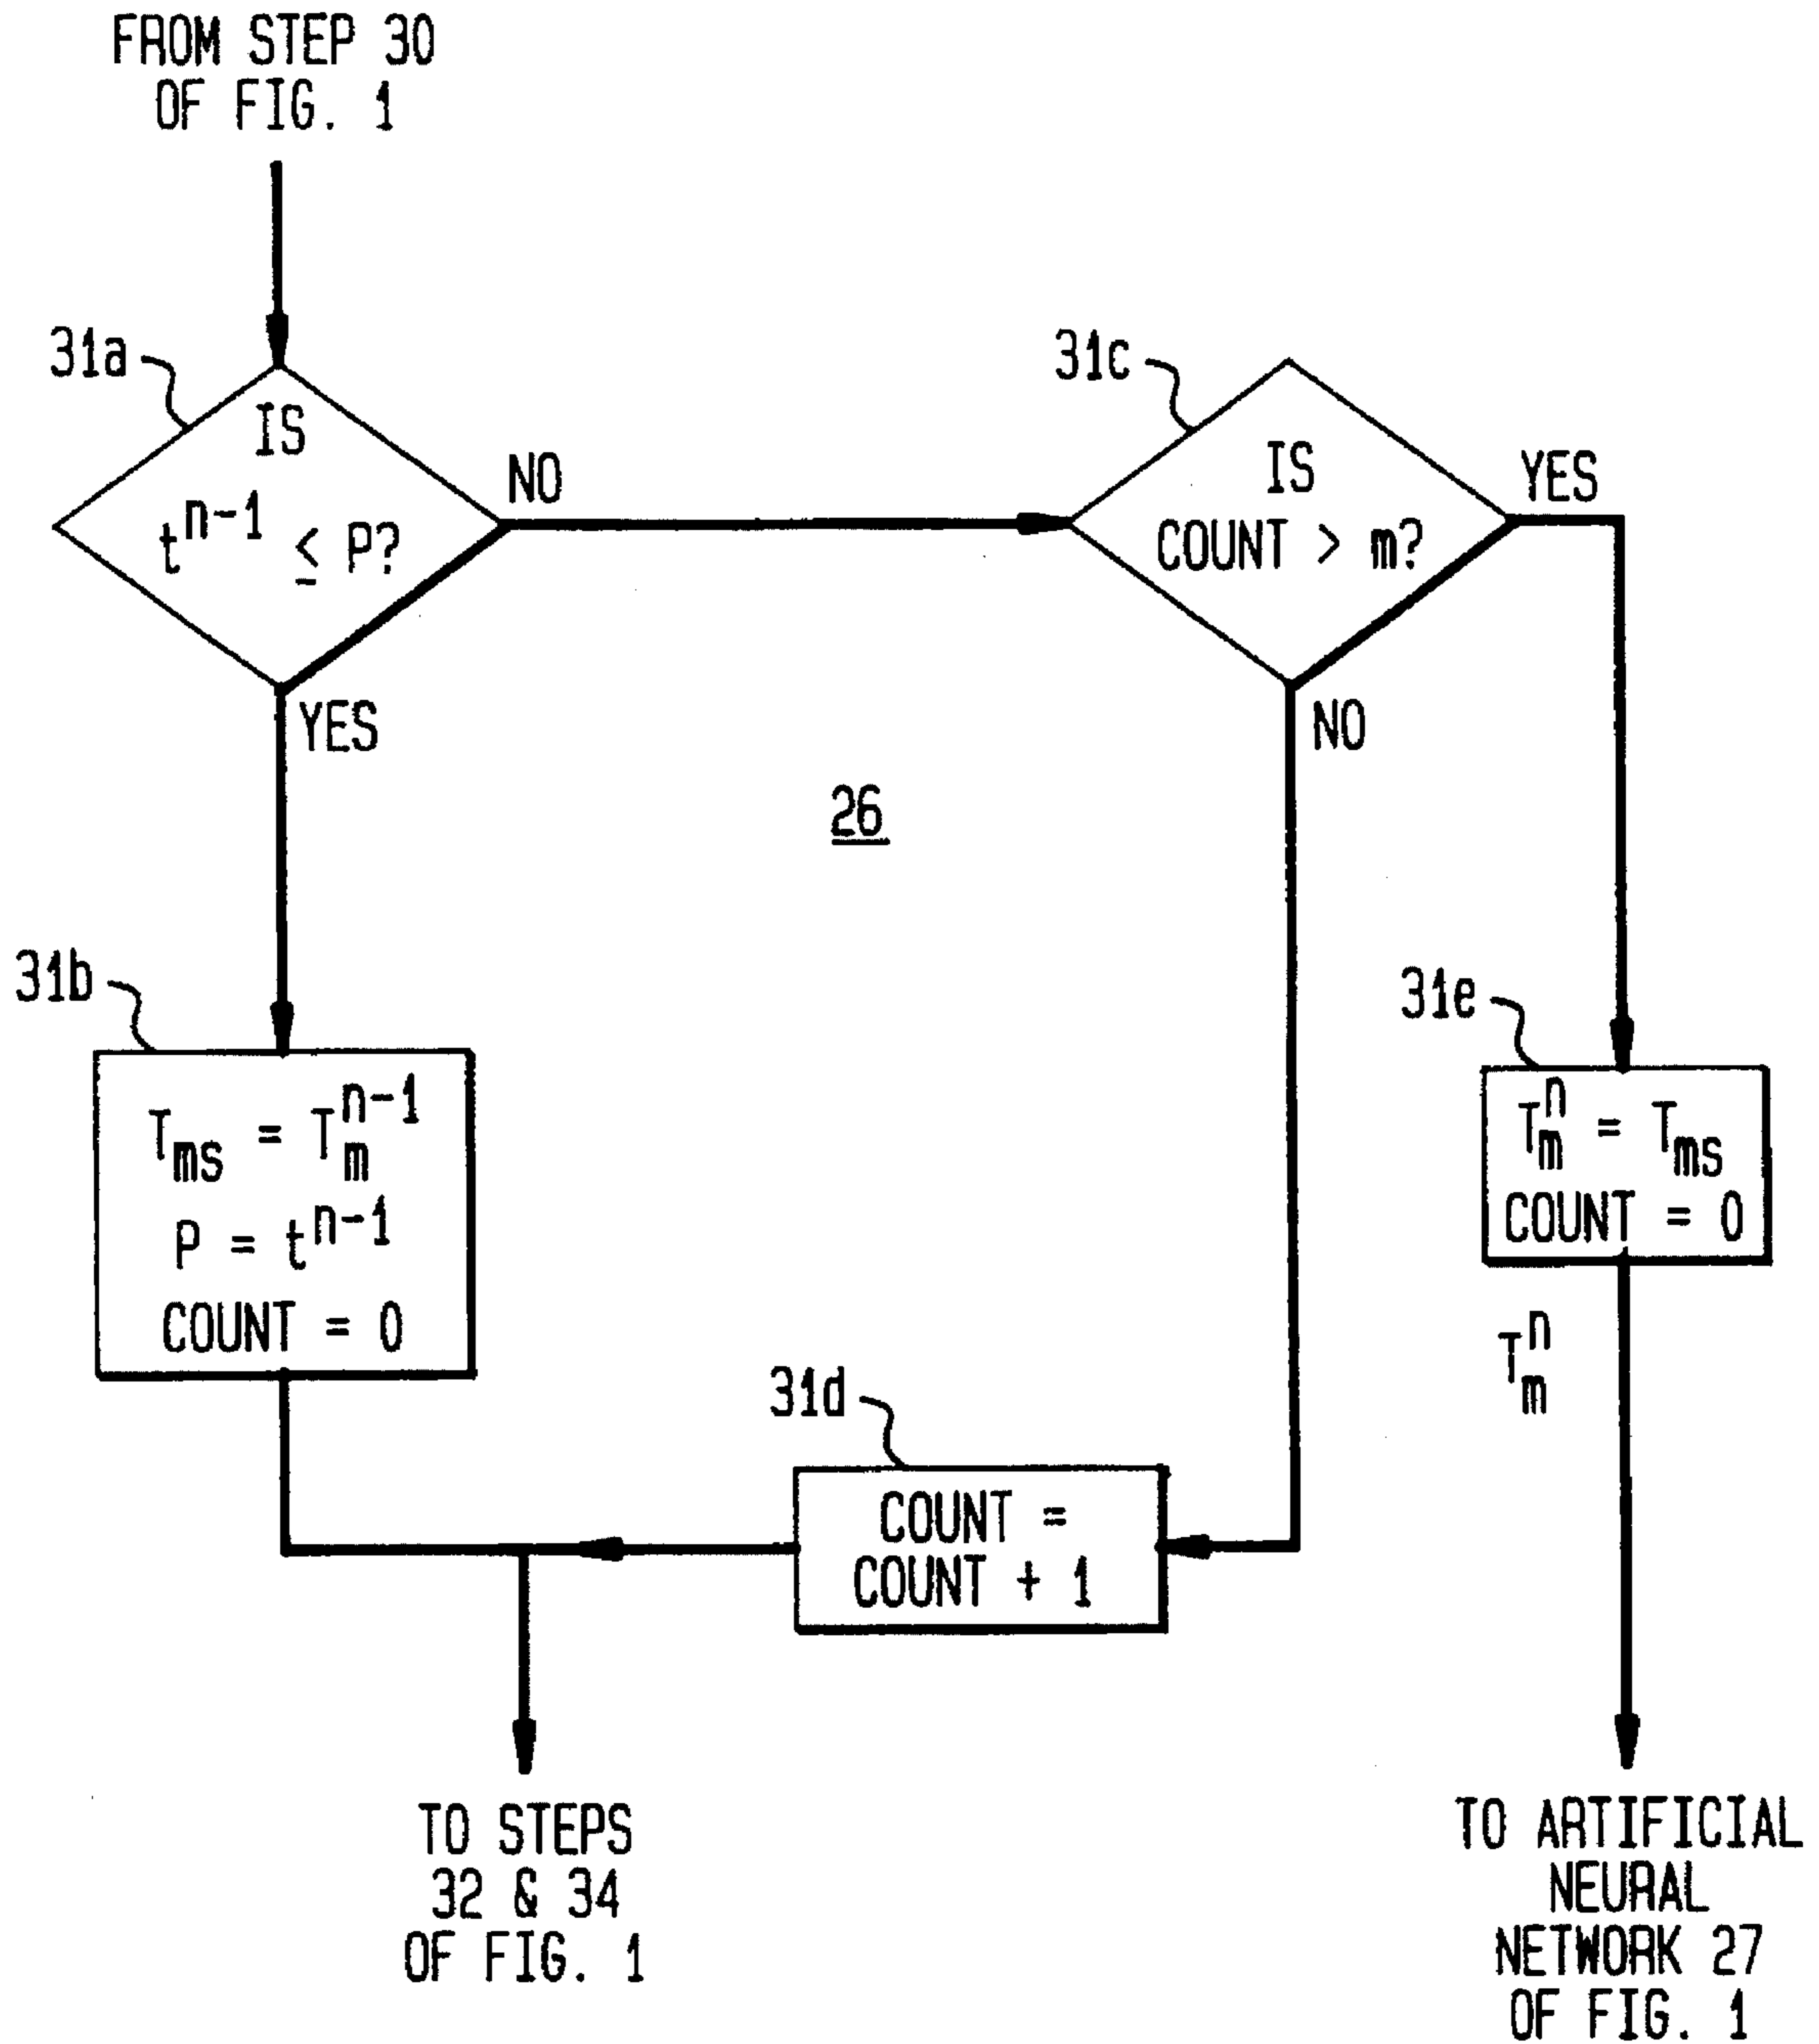 FROM STEP 30
OF FIG. 1
31a
IS
t^{n-1} ≤ P?
NO
YES
31c
IS
COUNT > m?
YES
NO
26
31b
T_{ms} = T_m^{n-1}
P = t^{n-1}
COUNT = 0
31e
T_m^n = T_{ms}
COUNT = 0
T_m^n
31d
COUNT =
COUNT + 1
TO STEPS
32 & 34
OF FIG. 1
TO ARTIFICIAL
NEURAL
NETWORK 27
OF FIG. 1